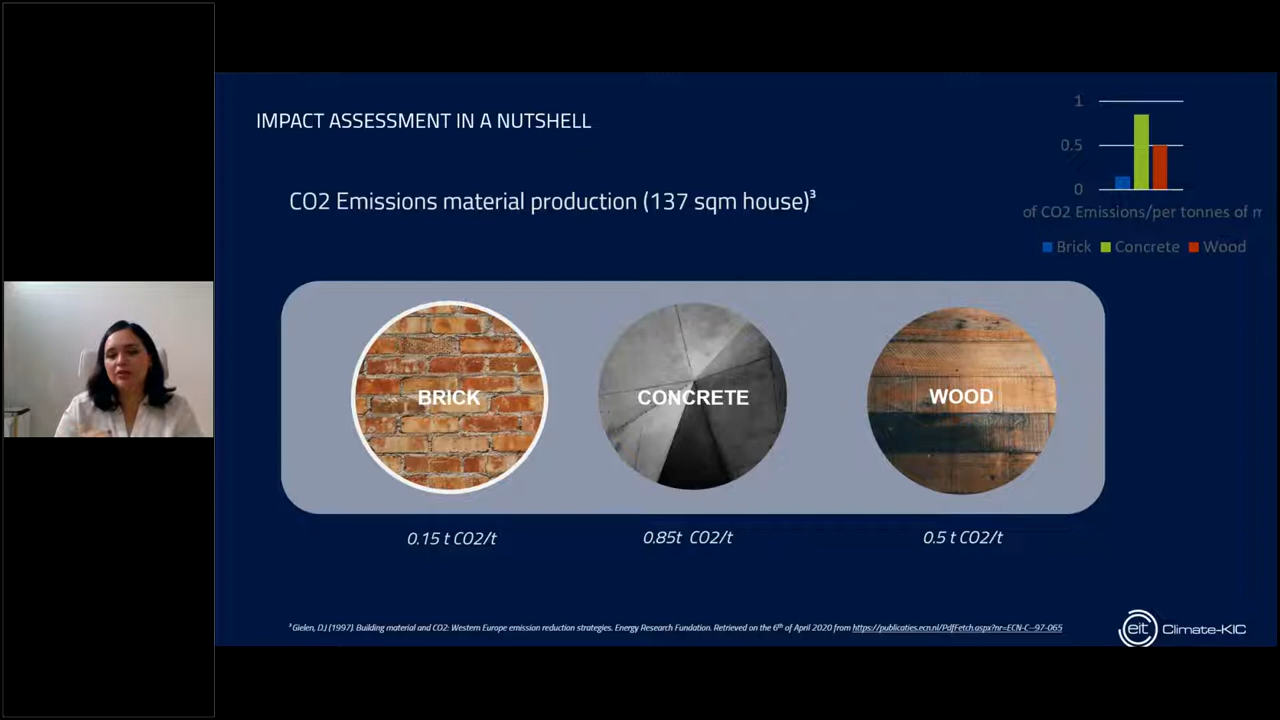 IMPACT ASSESSMENT IN A NUTSHELL
1
0.5
0
of CO2 Emissions/per tonnes of m
Brick Concrete Wood
CO2 Emissions material production (137 sqm house)³
BRICK
CONCRETE
WOOD
0.15 t CO2/t
0.85t CO2/t
0.5 t CO2/t
³ Gielen, D.J (1997). Building material and CO2: Western Europe emission reduction strategies. Energy Research Fundation. Retrieved on the 6th of April 2020 from https://publicaties.ecn.nl/PdfFetch.aspx?nr=ECN-C--97-065
eit Climate-KIC